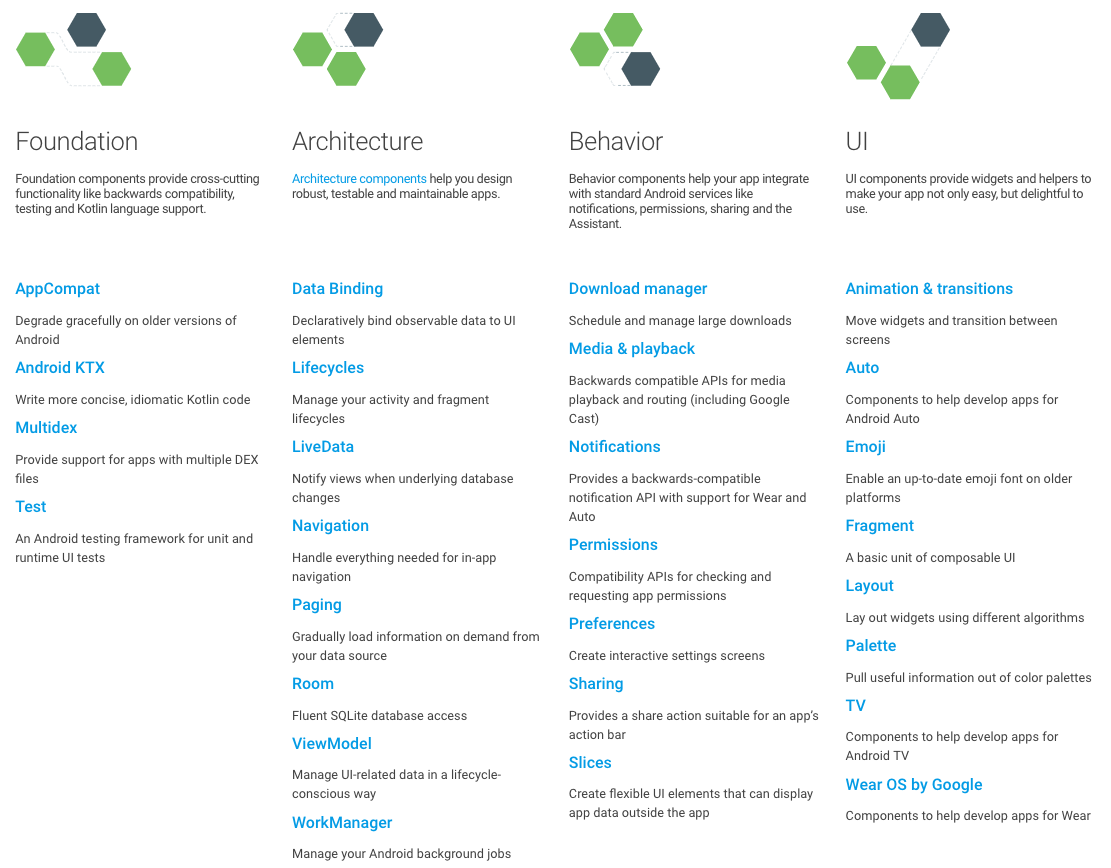 Foundation
Foundation components provide cross-cutting
functionality like backwards compatibility,
testing and Kotlin language support.
AppCompat
Degrade gracefully on older versions of
Android
Android KTX
Write more concise, idiomatic Kotlin code
Multidex
Provide support for apps with multiple DEX
files
Test
An Android testing framework for unit and
runtime UI tests
Architecture
Architecture components help you design
robust, testable and maintainable apps.
Data Binding
Declaratively bind observable data to UI
elements
Lifecycles
Manage your activity and fragment
lifecycles
LiveData
Notify views when underlying database
changes
Navigation
Handle everything needed for in-app
navigation
Paging
Gradually load information on demand from
your data source
Room
Fluent SQLite database access
ViewModel
Manage UI-related data in a lifecycle-
conscious way
WorkManager
Manage your Android background jobs
Behavior
Behavior components help your app integrate
with standard Android services like
notifications, permissions, sharing and the
Assistant.
Download manager
Schedule and manage large downloads
Media & playback
Backwards compatible APIs for media
playback and routing (including Google
Cast)
Notifications
Provides a backwards-compatible
notification API with support for Wear and
Auto
Permissions
Compatibility APIs for checking and
requesting app permissions
Preferences
Create interactive settings screens
Sharing
Provides a share action suitable for an app’s
action bar
Slices
Create flexible UI elements that can display
app data outside the app
UI
UI components provide widgets and helpers to
make your app not only easy, but delightful to
use.
Animation & transitions
Move widgets and transition between
screens
Auto
Components to help develop apps for
Android Auto
Emoji
Enable an up-to-date emoji font on older
platforms
Fragment
A basic unit of composable UI
Layout
Lay out widgets using different algorithms
Palette
Pull useful information out of color palettes
TV
Components to help develop apps for
Android TV
Wear OS by Google
Components to help develop apps for Wear